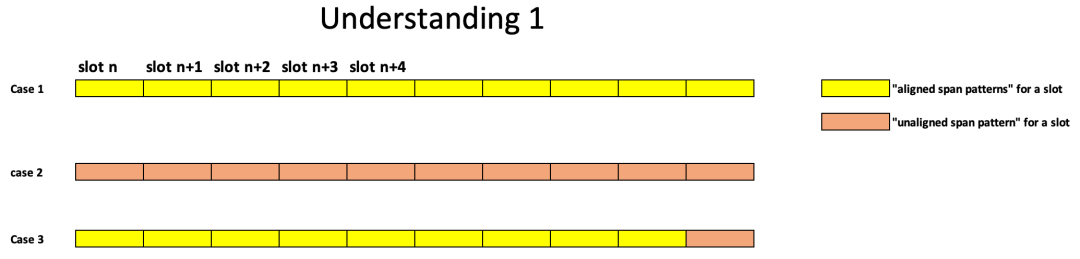 Understanding 1
slot n slot n+1 slot n+2 slot n+3 slot n+4
Case 1
"aligned span patterns" for a slot
"unaligned span pattern" for a slot
case 2
Case 3